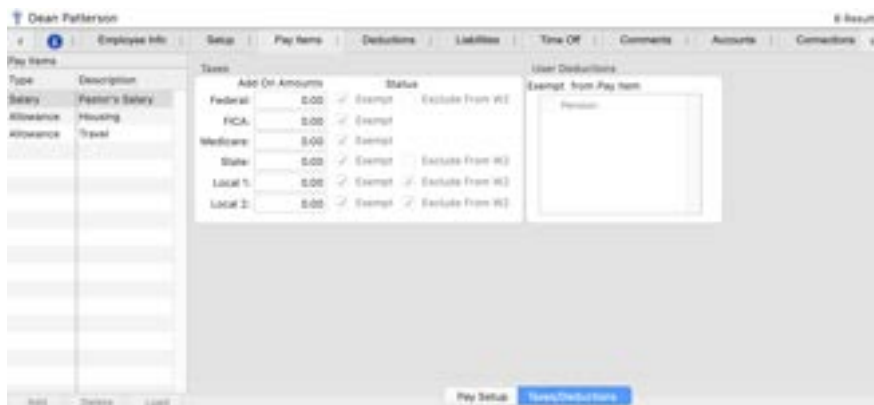 Dean Patterson
6 Result
Employee Info Setup Pay Items Deductions Liabilities Time Off Comments Accounts Connections
Pay Items
Type Description
Salary Pastor's Salary
Allowance Housing
Allowance Travel
Taxes
Add On Amounts Status
Federal: 0.00 Exempt Exclude From W2
FICA: 0.00 Exempt
Medicare: 0.00 Exempt
State: 0.00 Exempt Exclude From W2
Local 1: 0.00 Exempt Exclude From W2
Local 2: 0.00 Exempt Exclude From W2
User Deductions
Exempt from Pay Item
Pension
Add Delete Load
Pay Setup Taxes/Deductions